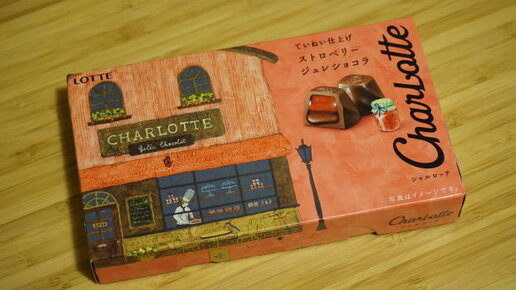 LOTTE
CHARLOTTE
Gelée Chocolat
ていねい仕上げ
ストロベリー
ジュレショコラ
Charlotte
シャルロッテ
写真はイメージです。
Charlotte